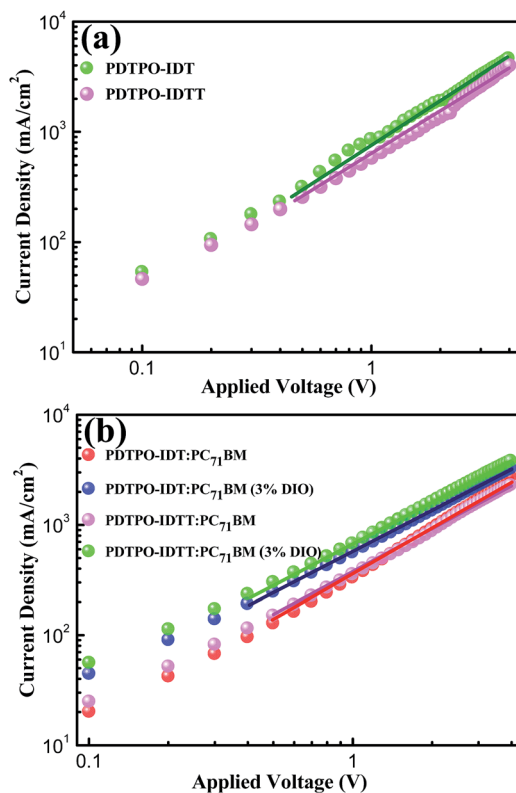 (a)
PDTPO-IDT
PDTPO-IDTT
Current Density (mA/cm²)
10⁴
10³
10²
10¹
0.1
1
Applied Voltage (V)
(b)
PDTPO-IDT:PC₇₁BM
PDTPO-IDT:PC₇₁BM (3% DIO)
PDTPO-IDTT:PC₇₁BM
PDTPO-IDTT:PC₇₁BM (3% DIO)
Current Density (mA/cm²)
10⁴
10³
10²
10¹
0.1
1
Applied Voltage (V)